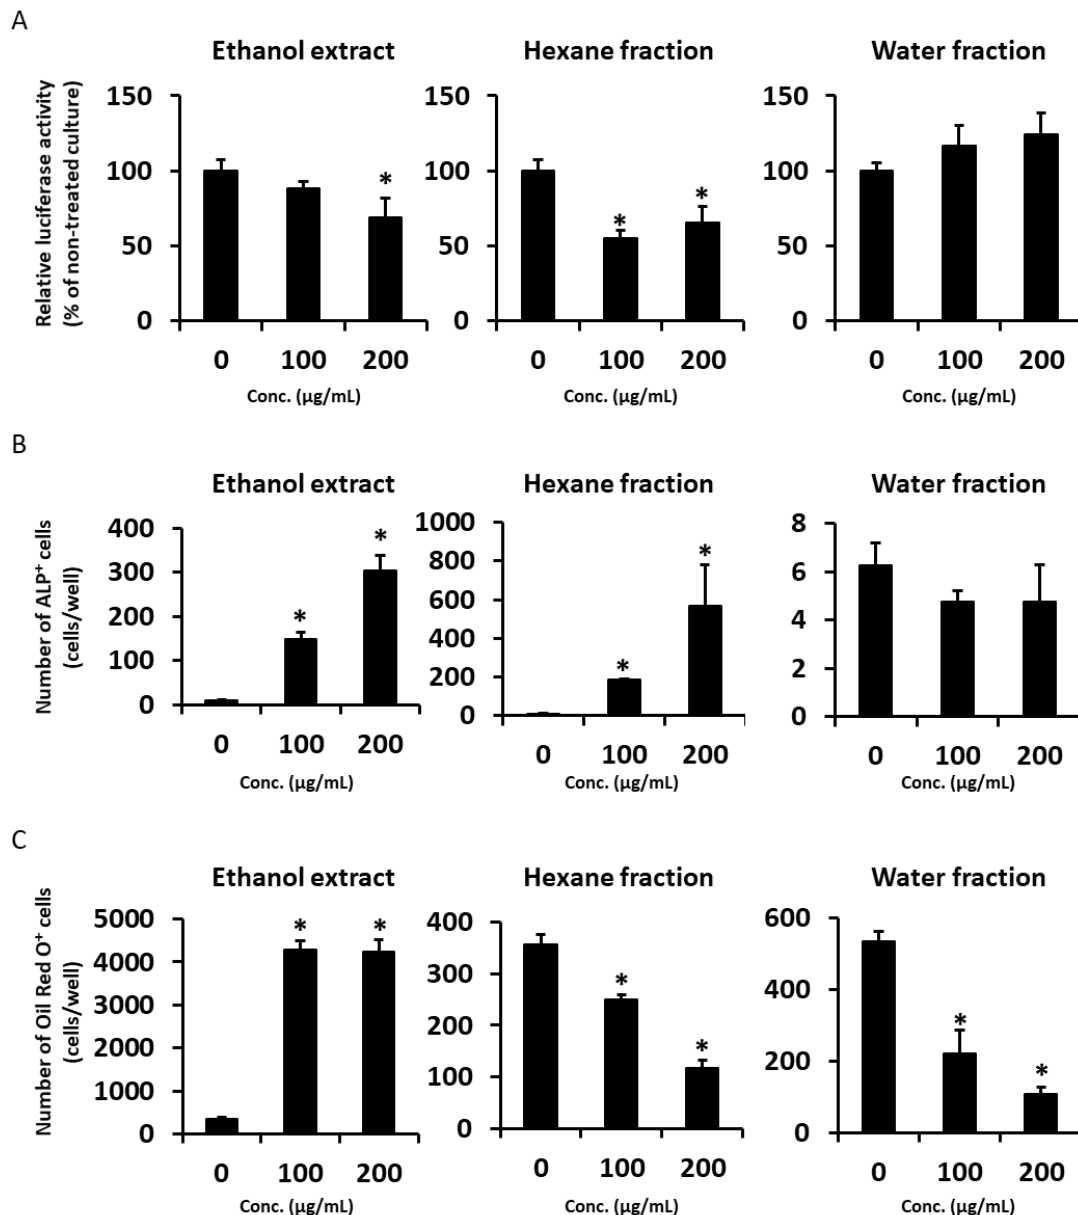 A
Ethanol extract
Hexane fraction
Water fraction
Relative luciferase activity
(% of non-treated culture)
150
100
50
0
*
0 100 200
Conc. (µg/mL)
150
100
50
0
* *
0 100 200
Conc. (µg/mL)
150
100
50
0
0 100 200
Conc. (µg/mL)
B
Ethanol extract
Hexane fraction
Water fraction
Number of ALP⁺ cells
(cells/well)
400
300
200
100
0
* *
0 100 200
Conc. (µg/mL)
1000
800
600
400
200
0
* *
0 100 200
Conc. (µg/mL)
8
6
4
2
0
0 100 200
Conc. (µg/mL)
C
Ethanol extract
Hexane fraction
Water fraction
Number of Oil Red O⁺ cells
(cells/well)
5000
4000
3000
2000
1000
0
* *
0 100 200
Conc. (µg/mL)
400
300
200
100
0
* *
0 100 200
Conc. (µg/mL)
600
400
200
0
* *
0 100 200
Conc. (µg/mL)